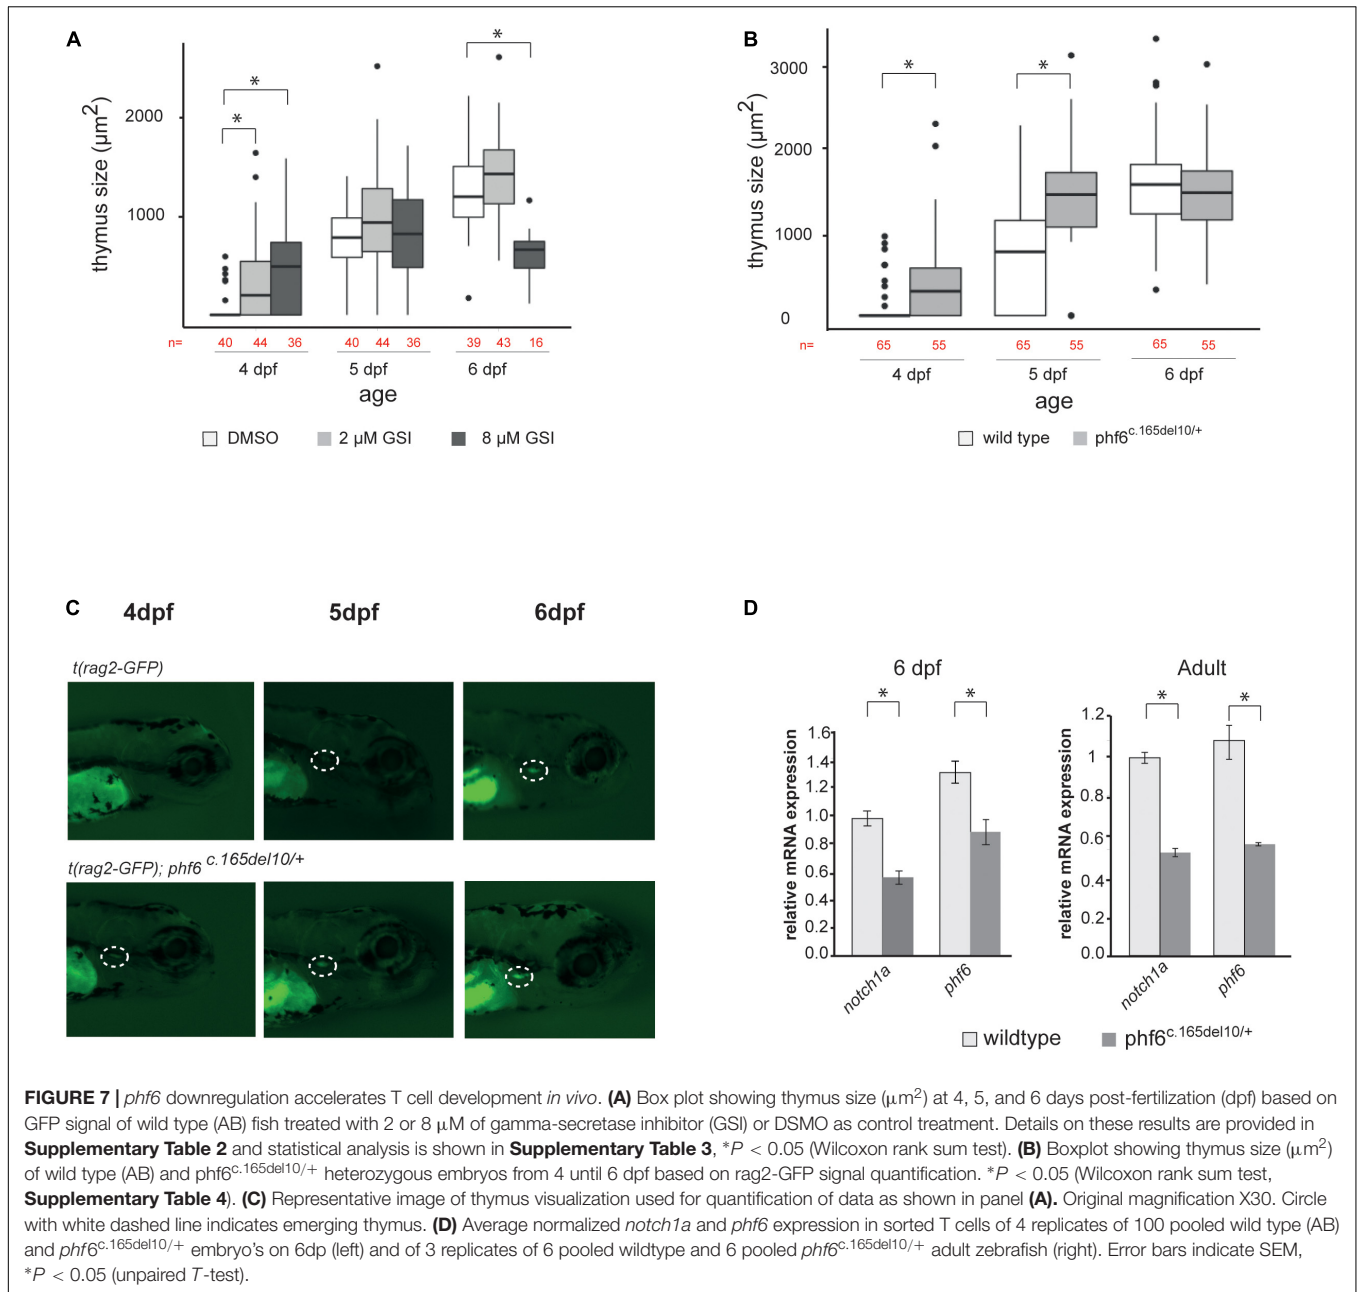 A
thymus size (µm²)
2000
1000
*
*
*
n= 40 44 36 40 44 36 39 43 16
4 dpf 5 dpf 6 dpf
age
DMSO 2 µM GSI 8 µM GSI
B
thymus size (µm²)
3000
2000
1000
0
*
*
n= 65 55 65 55 65 55
4 dpf 5 dpf 6 dpf
age
wild type phf6c.165del10/+
C
4dpf 5dpf 6dpf
t(rag2-GFP)
t(rag2-GFP); phf6 c.165del10/+
D
6 dpf
relative mRNA expression
1.6
1.4
1.2
1.0
0.8
0.6
0.4
0.2
0.0
*
*
notch1a phf6
Adult
relative mRNA expression
1.2
1
0.8
0.6
0.4
0.2
0.0
*
*
notch1a phf6
wildtype phf6c.165del10/+
FIGURE 7 | phf6 downregulation accelerates T cell development in vivo. (A) Box plot showing thymus size (µm²) at 4, 5, and 6 days post-fertilization (dpf) based on
GFP signal of wild type (AB) fish treated with 2 or 8 µM of gamma-secretase inhibitor (GSI) or DSMO as control treatment. Details on these results are provided in
Supplementary Table 2 and statistical analysis is shown in Supplementary Table 3, *P < 0.05 (Wilcoxon rank sum test). (B) Boxplot showing thymus size (µm²)
of wild type (AB) and phf6c.165del10/+ heterozygous embryos from 4 until 6 dpf based on rag2-GFP signal quantification. *P < 0.05 (Wilcoxon rank sum test,
Supplementary Table 4). (C) Representative image of thymus visualization used for quantification of data as shown in panel (A). Original magnification X30. Circle
with white dashed line indicates emerging thymus. (D) Average normalized notch1a and phf6 expression in sorted T cells of 4 replicates of 100 pooled wild type (AB)
and phf6c.165del10/+ embryo's on 6dp (left) and of 3 replicates of 6 pooled wildtype and 6 pooled phf6c.165del10/+ adult zebrafish (right). Error bars indicate SEM,
*P < 0.05 (unpaired T-test).